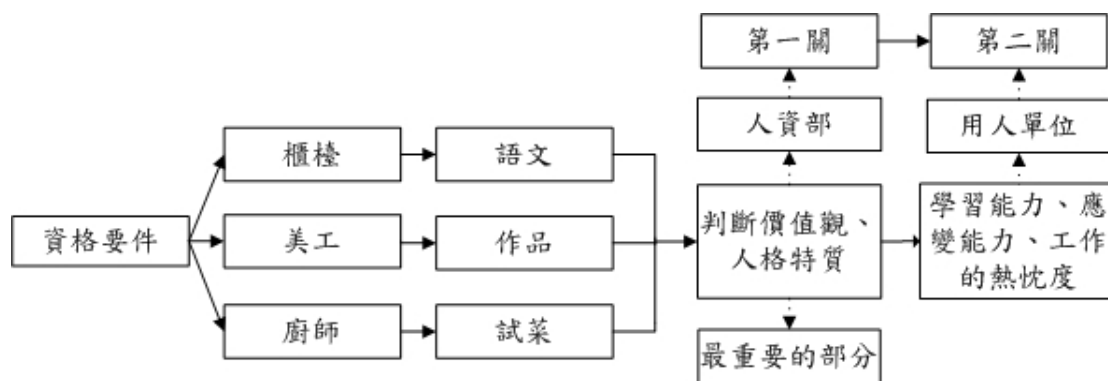 第一關
第二關
人資部
用人單位
櫃檯
語文
資格要件
美工
作品
判斷價值觀、
人格特質
學習能力、應
變能力、工作
的熱忱度
廚師
試菜
最重要的部分